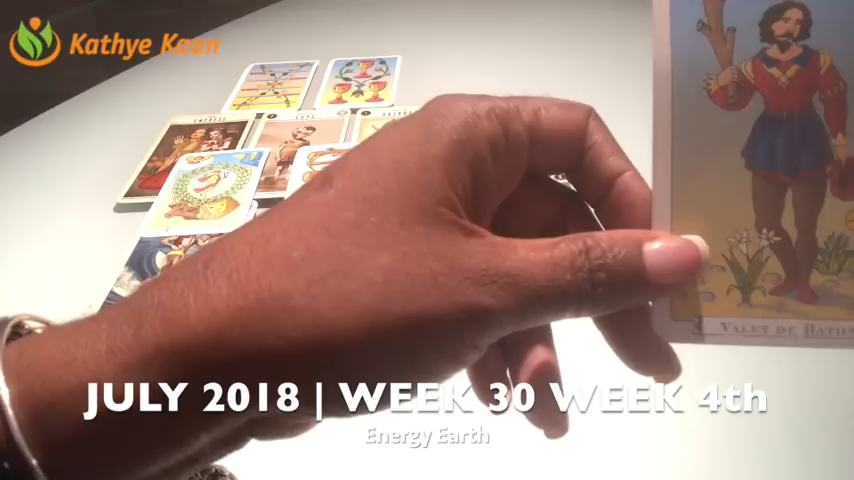 Kathye Kaan
VALET DE BATON
JULY 2018 | WEEK 30 WEEK 4th
Energy Earth